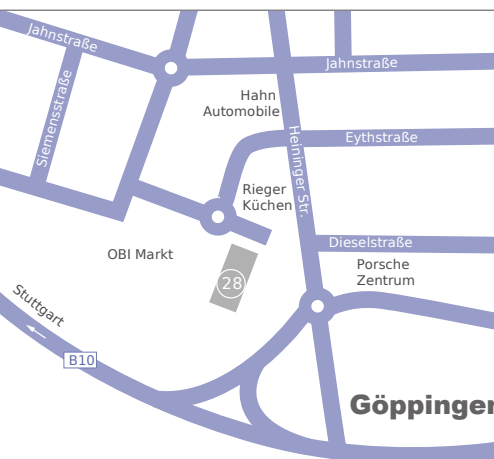 Jahnstraße
Jahnstraße
Siemensstraße
Hahn
Automobile
Heininger Str.
Eythstraße
Rieger
Küchen
Dieselstraße
OBI Markt
Porsche
Zentrum
28
Stuttgart
B10
Göppingen